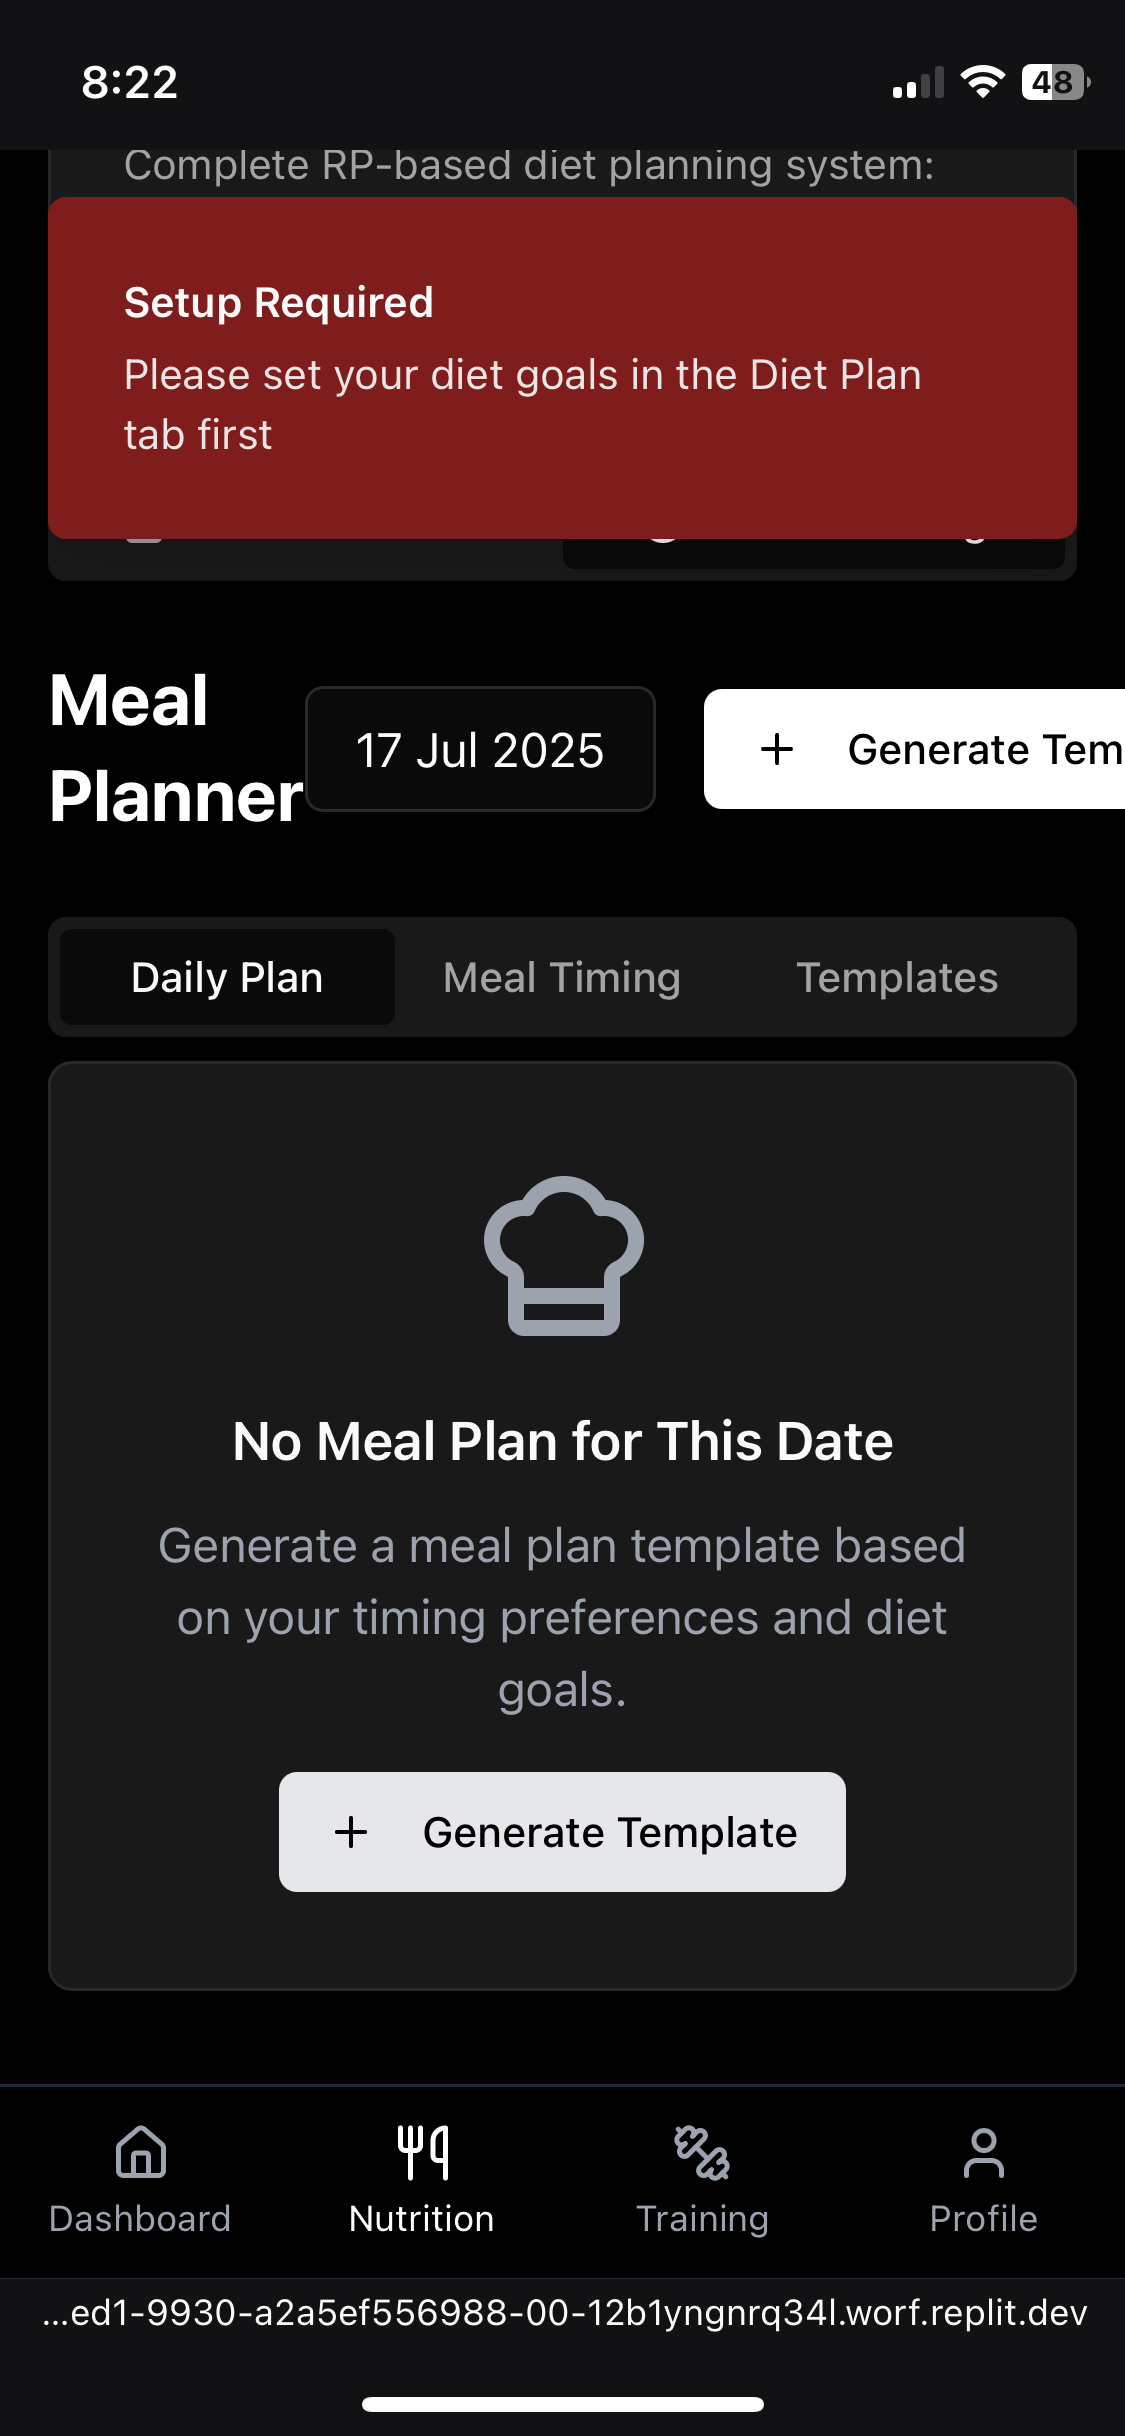 8:22
48
Complete RP-based diet planning system:
Setup Required
Please set your diet goals in the Diet Plan
tab first
Meal
Planner
17 Jul 2025
+ Generate Tem
Daily Plan
Meal Timing
Templates
No Meal Plan for This Date
Generate a meal plan template based
on your timing preferences and diet
goals.
+ Generate Template
Dashboard
Nutrition
Training
Profile
...ed1-9930-a2a5ef556988-00-12b1yngnrq34l.worf.replit.dev